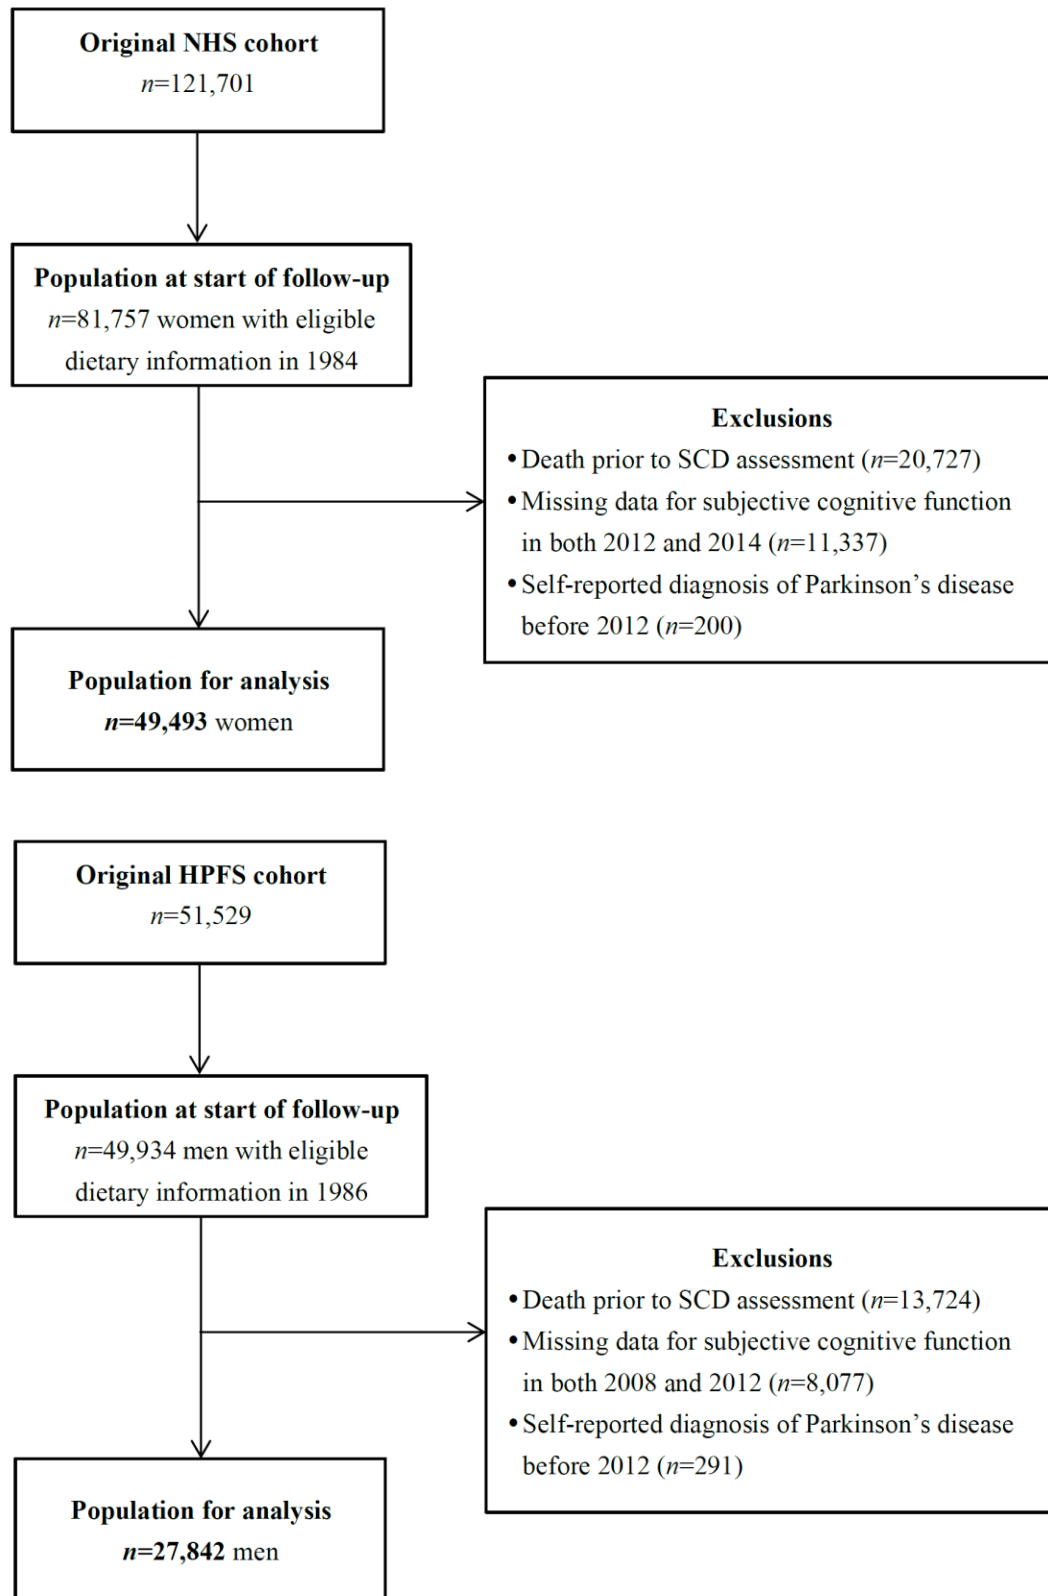 Original NHS cohort
n=121,701
Population at start of follow-up
n=81,757 women with eligible
dietary information in 1984
Exclusions
• Death prior to SCD assessment (n=20,727)
• Missing data for subjective cognitive function
in both 2012 and 2014 (n=11,337)
• Self-reported diagnosis of Parkinson's disease
before 2012 (n=200)
Population for analysis
n=49,493 women
Original HPFS cohort
n=51,529
Population at start of follow-up
n=49,934 men with eligible
dietary information in 1986
Exclusions
• Death prior to SCD assessment (n=13,724)
• Missing data for subjective cognitive function
in both 2008 and 2012 (n=8,077)
• Self-reported diagnosis of Parkinson's disease
before 2012 (n=291)
Population for analysis
n=27,842 men